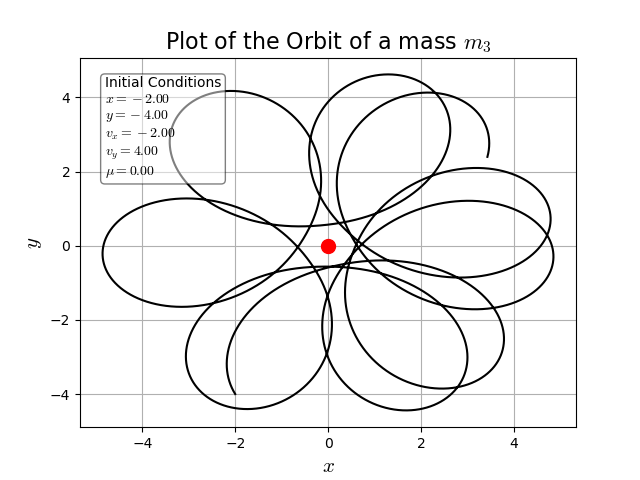 Plot of the Orbit of a mass m₃
Initial Conditions
x = −2.00
y = −4.00
vₓ = −2.00
v_y = 4.00
μ = 0.00
4
2
0
−2
−4
y
−4
−2
0
2
4
x